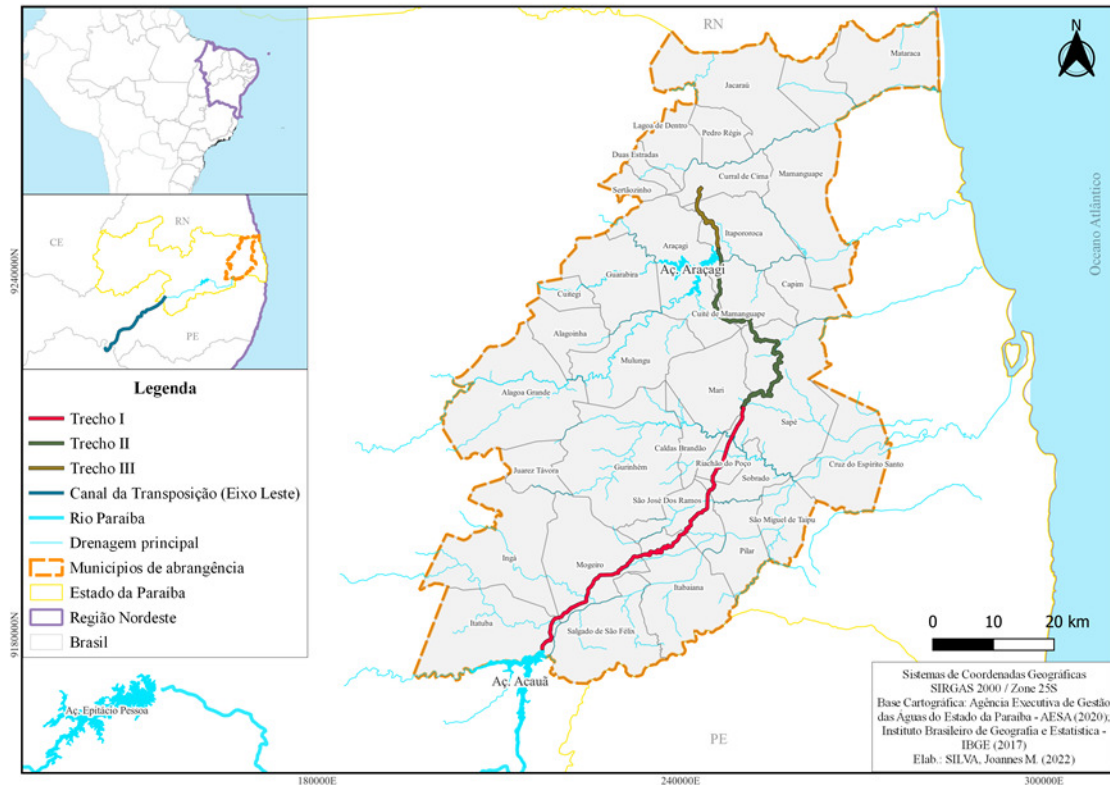 RN
CE
RN
PE
Legenda
Trecho I
Trecho II
Trecho III
Canal da Transposição (Eixo Leste)
Rio Paraiba
Drenagem principal
Municípios de abrangência
Estado da Paraiba
Região Nordeste
Brasil
N
Mataraca
Jacaraú
Lagoa de Dentro
Pedro Régis
Duas Estradas
Curral de Cima
Mamanguape
Sertãozinho
Itapororoca
Araçagi
Aç. Araçagi
Guarabira
Capim
Cuitegi
Cuité de Mamanguape
Alagoinha
Mulungu
Mari
Alagoa Grande
Sapé
Caldas Brandão
Riachão do Poço
Cruz do Espírito Santo
Juarez Távora
Gurinhém
Sobrado
São José Dos Ramos
São Miguel de Taipu
Ingá
Mogeiro
Pilar
Itabaiana
Itatuba
Salgado de São Félix
Aç. Acauã
Aç. Epitácio Pessoa
PE
Oceano Atlântico
9240000N
9180000N
180000E
240000E
300000E
0
10
20 km
Sistemas de Coordenadas Geográficas
SIRGAS 2000 / Zone 25S
Base Cartográfica: Agência Executiva de Gestão
das Águas do Estado da Paraiba - AESA (2020);
Instituto Brasileiro de Geografia e Estatística -
IBGE (2017)
Elab.: SILVA, Joannes M. (2022)